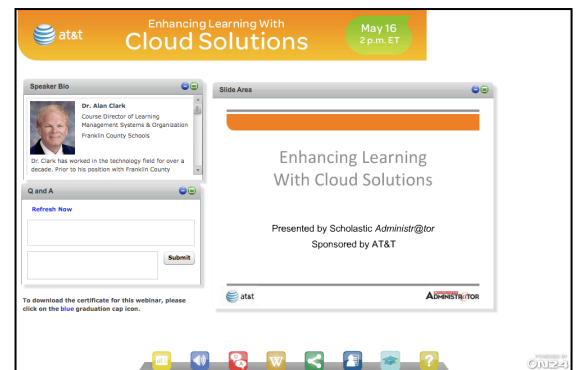 at&t
Enhancing
Learning With
Cloud Solutions
May 16
2 p.m. ET
Speaker Bio
Dr. Alan Clark
Course Director of Learning
Management Systems & Organization
Franklin County Schools
Dr. Clark has worked in the technology field for over a
decade. Prior to his position with Franklin County
Q and A
Refresh Now
Submit
To download the certificate for this webinar, please
click on the blue graduation cap icon.
Slide Area
Enhancing Learning
With Cloud Solutions
Presented by Scholastic Administr@tor
Sponsored by AT&T
at&t
ADMINISTR@TOR
W
?
POWERED BY
ON24